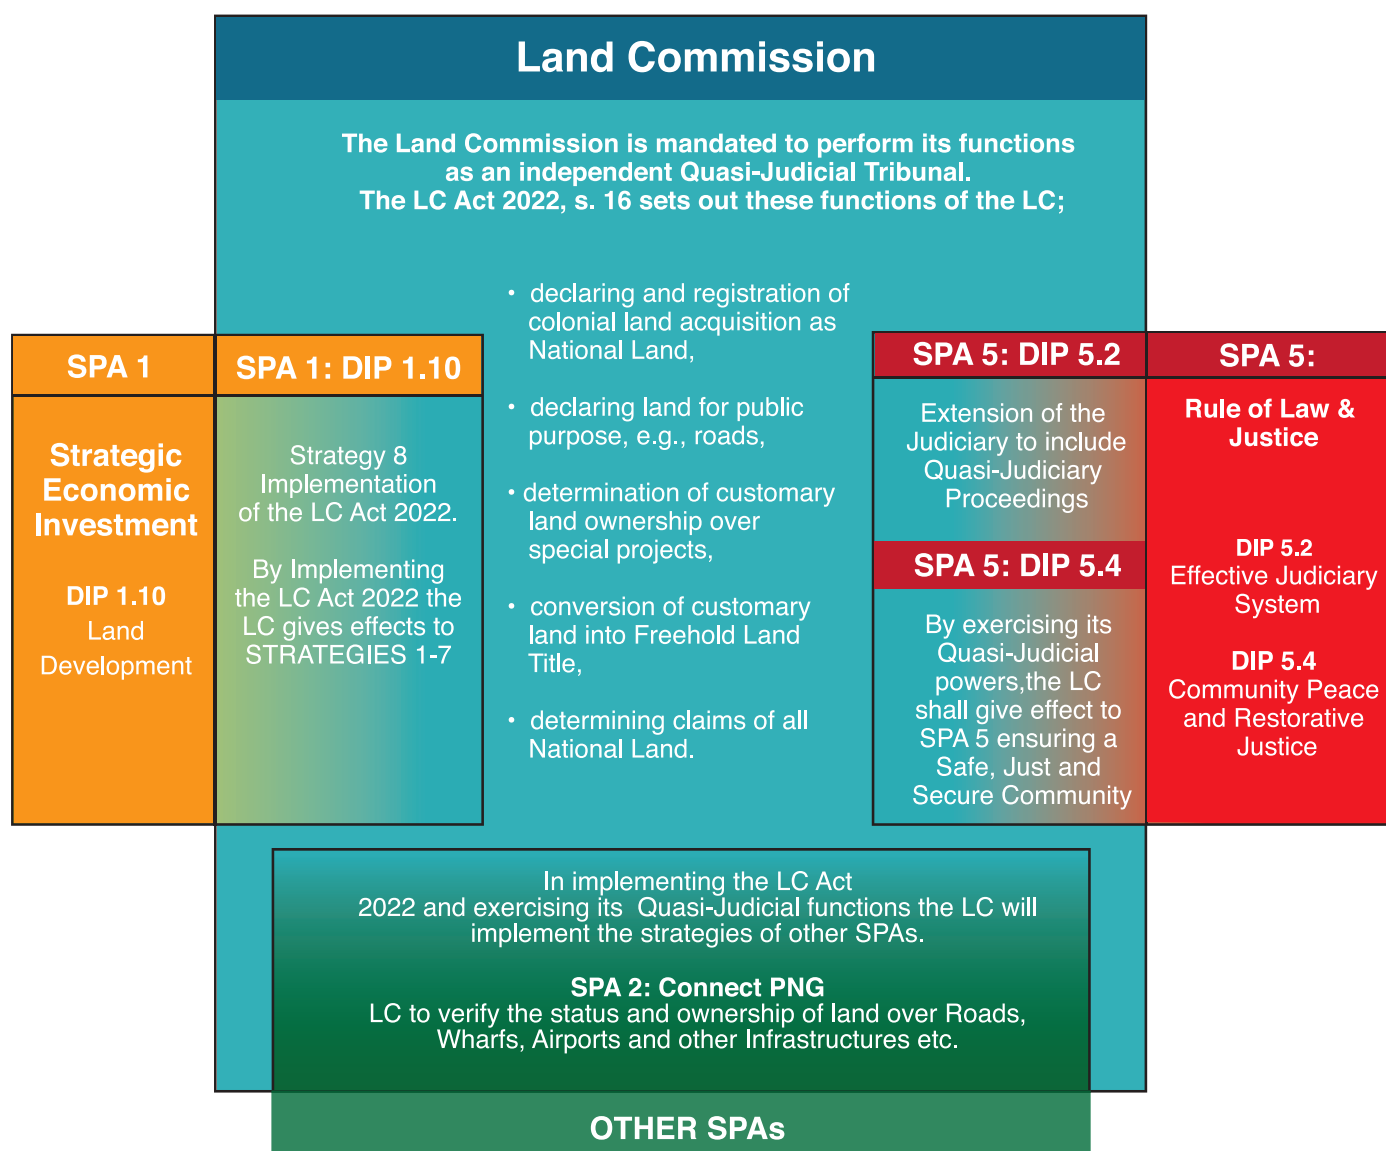 Land Commission
The Land Commission is mandated to perform its functions
as an independent Quasi-Judicial Tribunal.
The LC Act 2022, s. 16 sets out these functions of the LC;
SPA 1
Strategic
Economic
Investment
DIP 1.10
Land
Development
SPA 1: DIP 1.10
Strategy 8
Implementation
of the LC Act 2022.
By Implementing
the LC Act 2022 the
LC gives effects to
STRATEGIES 1-7
• declaring and registration of
colonial land acquisition as
National Land,
• declaring land for public
purpose, e.g., roads,
• determination of customary
land ownership over
special projects,
• conversion of customary
land into Freehold Land
Title,
• determining claims of all
National Land.
SPA 5: DIP 5.2
Extension of the
Judiciary to include
Quasi-Judiciary
Proceedings
SPA 5: DIP 5.4
By exercising its
Quasi-Judicial
powers,the LC
shall give effect to
SPA 5 ensuring a
Safe, Just and
Secure Community
SPA 5:
Rule of Law &
Justice
DIP 5.2
Effective Judiciary
System
DIP 5.4
Community Peace
and Restorative
Justice
In implementing the LC Act
2022 and exercising its  Quasi-Judicial functions the LC will
implement the strategies of other SPAs.
SPA 2: Connect PNG
LC to verify the status and ownership of land over Roads,
Wharfs, Airports and other Infrastructures etc.
OTHER SPAs